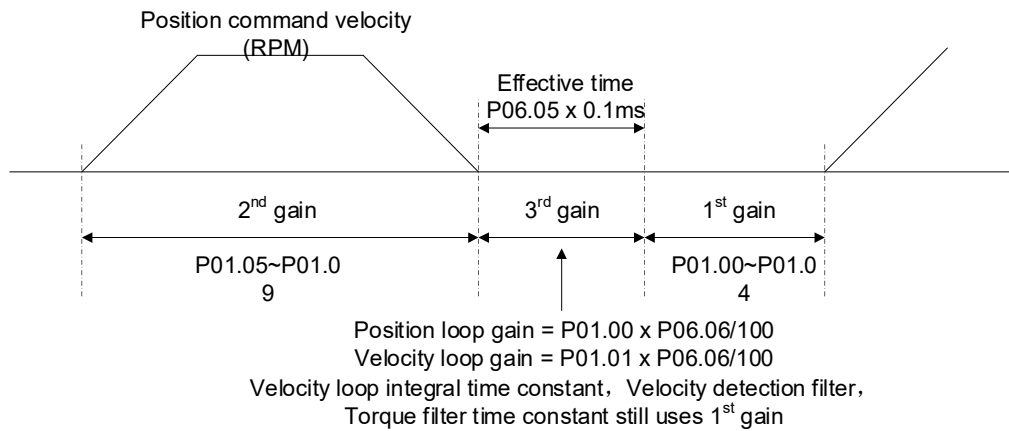 Position command velocity
(RPM)
Effective time
P06.05 x 0.1ms
2nd gain
3rd gain
1st gain
P01.05~P01.0
9
P01.00~P01.0
4
Position loop gain = P01.00 x P06.06/100
Velocity loop gain = P01.01 x P06.06/100
Velocity loop integral time constant，Velocity detection filter，
Torque filter time constant still uses 1st gain